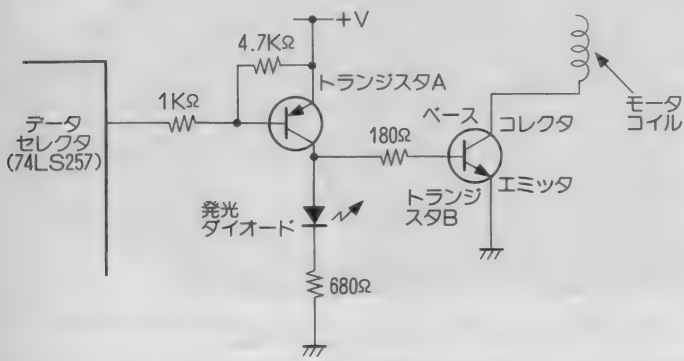 +V
4.7KΩ
トランジスタA
1KΩ
データ
セレクタ
(74LS257)
ベース
コレクタ
モータ
コイル
180Ω
トランジ
スタB
エミッタ
発光
ダイオード
680Ω